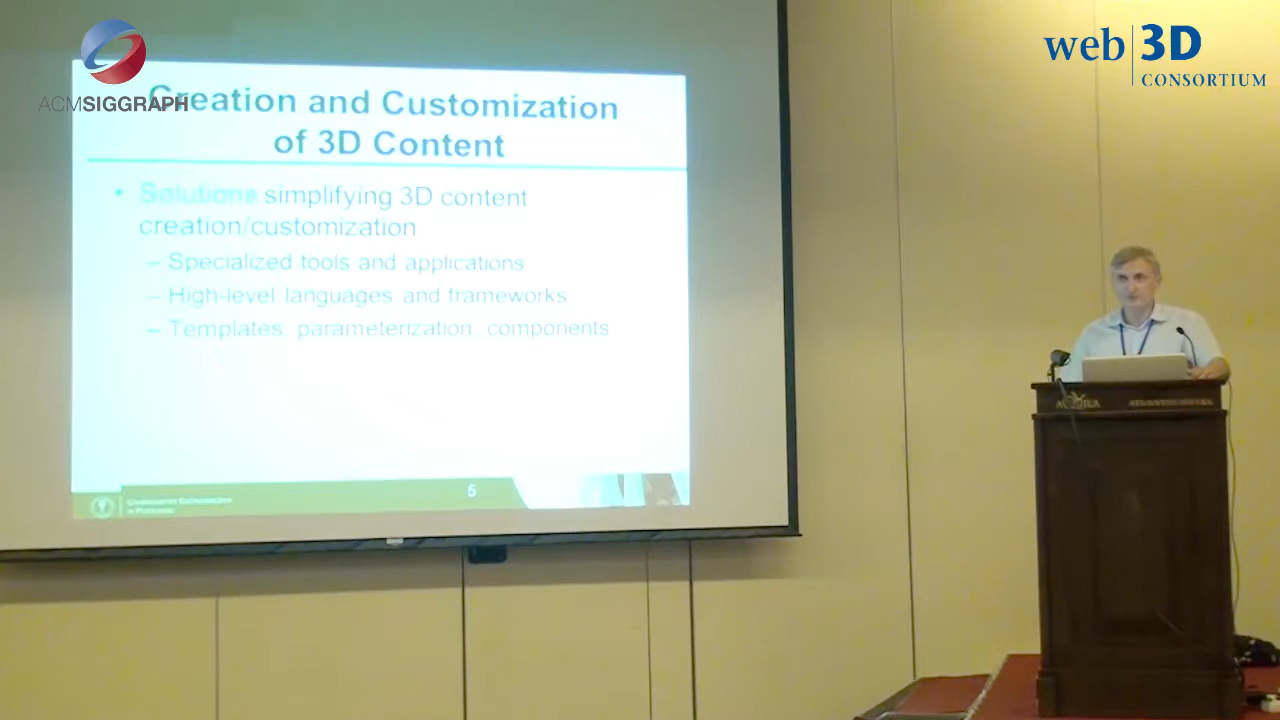 ACMSIGGRAPH
web 3D
CONSORTIUM
Creation and Customization
of 3D Content
• Solutions simplifying 3D content
creation/customization
– Specialized tools and applications
– High-level languages and frameworks
– Templates, parameterization, components
5